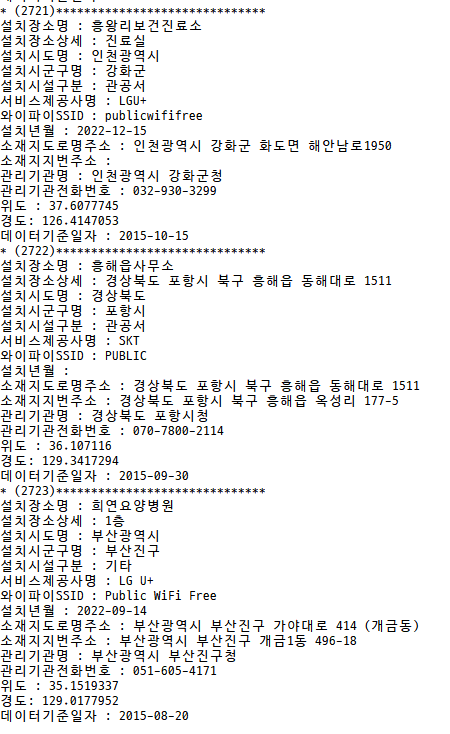 * (2721)******************************
설치장소명 : 흥왕리보건진료소
설치장소상세 : 진료실
설치시도명 : 인천광역시
설치시군구명 : 강화군
설치시설구분 : 관공서
서비스제공사명 : LGU+
와이파이SSID : publicwififree
설치년월 : 2022-12-15
소재지도로명주소 : 인천광역시 강화군 화도면 해안남로1950
소재지지번주소 :
관리기관명 : 인천광역시 강화군청
관리기관전화번호 : 032-930-3299
위도 : 37.6077745
경도: 126.4147053
데이터기준일자 : 2015-10-15
* (2722)******************************
설치장소명 : 흥해읍사무소
설치장소상세 : 경상북도 포항시 북구 흥해읍 동해대로 1511
설치시도명 : 경상북도
설치시군구명 : 포항시
설치시설구분 : 관공서
서비스제공사명 : SKT
와이파이SSID : PUBLIC
설치년월 :
소재지도로명주소 : 경상북도 포항시 북구 흥해읍 동해대로 1511
소재지지번주소 : 경상북도 포항시 북구 흥해읍 옥성리 177-5
관리기관명 : 경상북도 포항시청
관리기관전화번호 : 070-7800-2114
위도 : 36.107116
경도: 129.3417294
데이터기준일자 : 2015-09-30
* (2723)******************************
설치장소명 : 희연요양병원
설치장소상세 : 1층
설치시도명 : 부산광역시
설치시군구명 : 부산진구
설치시설구분 : 기타
서비스제공사명 : LG U+
와이파이SSID : Public WiFi Free
설치년월 : 2022-09-14
소재지도로명주소 : 부산광역시 부산진구 가야대로 414 (개금동)
소재지지번주소 : 부산광역시 부산진구 개금1동 496-18
관리기관명 : 부산광역시 부산진구청
관리기관전화번호 : 051-605-4171
위도 : 35.1519337
경도: 129.0177952
데이터기준일자 : 2015-08-20